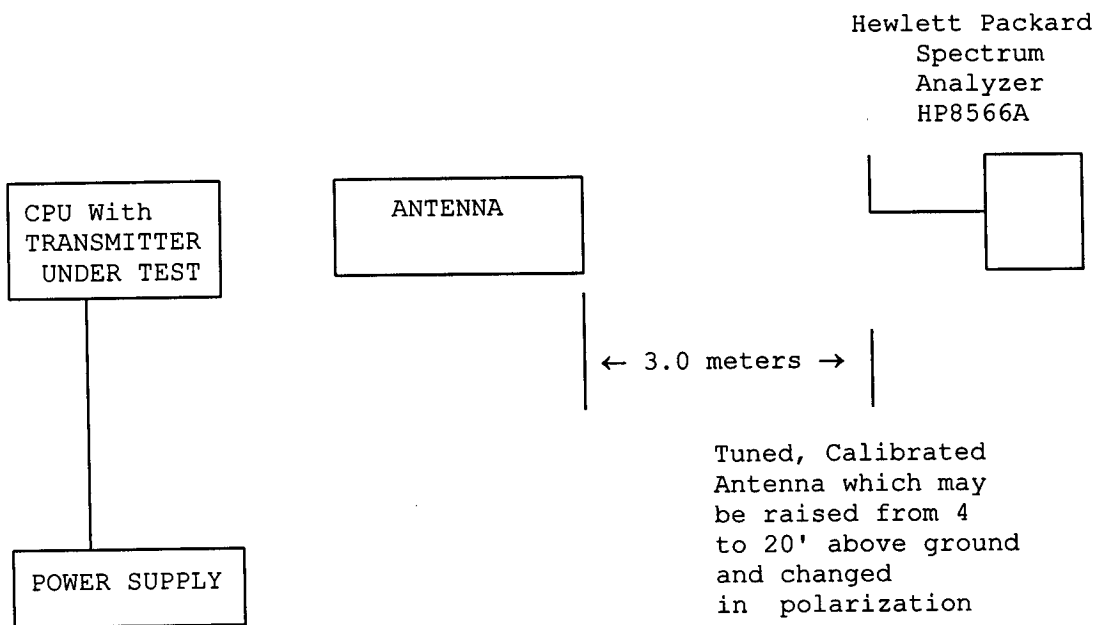 Hewlett Packard
Spectrum
Analyzer
HP8566A
CPU With
TRANSMITTER
UNDER TEST
ANTENNA
← 3.0 meters →
Tuned, Calibrated
Antenna which may
be raised from 4
to 20' above ground
and changed
in polarization
POWER SUPPLY